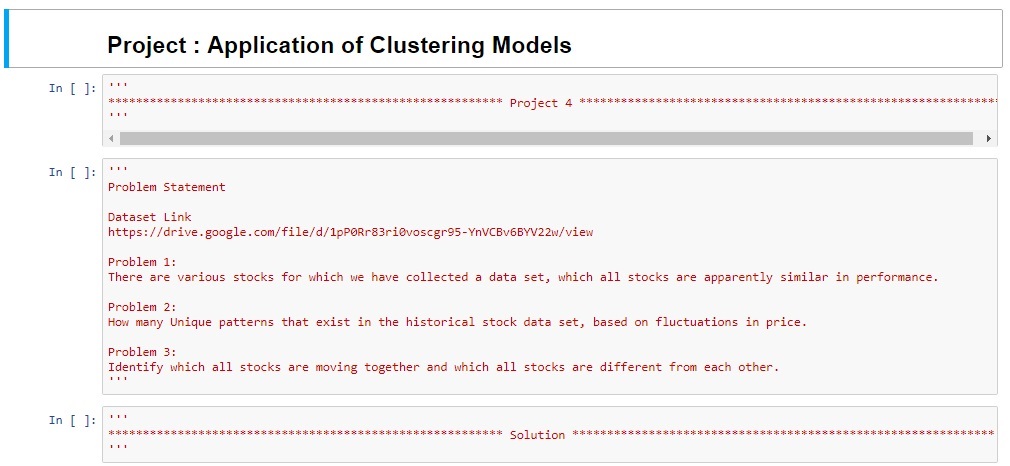 Project : Application of Clustering Models
In [ ]:
'''
********************************************************* Project 4 *************************************************************
'''
In [ ]:
'''
Problem Statement
Dataset Link
https://drive.google.com/file/d/1pP0Rr83ri0voscgr95-YnVCBv6BYV22w/view
Problem 1:
There are various stocks for which we have collected a data set, which all stocks are apparently similar in performance.
Problem 2:
How many Unique patterns that exist in the historical stock data set, based on fluctuations in price.
Problem 3:
Identify which all stocks are moving together and which all stocks are different from each other.
'''
In [ ]:
'''
********************************************************* Solution *************************************************************
'''